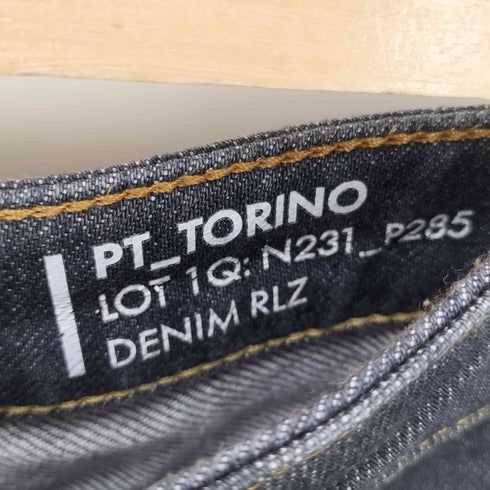 PT_TORINO
LOT 1Q: N231_P285
DENIM RLZ